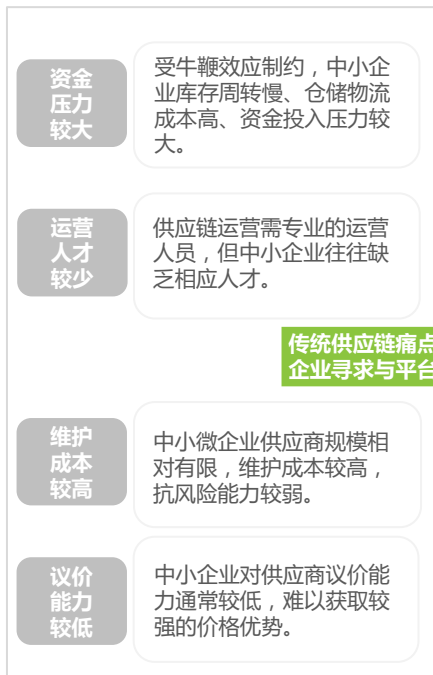 资金
压力
较大
受牛鞭效应制约，中小企
业库存周转慢、仓储物流
成本高、资金投入压力较
大。
运营
人才
较少
供应链运营需专业的运营
人员，但中小企业往往缺
乏相应人才。
传统供应链痛点
企业寻求与平台
维护
成本
较高
中小微企业供应商规模相
对有限，维护成本较高，
抗风险能力较弱。
议价
能力
较低
中小企业对供应商议价能
力通常较低，难以获取较
强的价格优势。